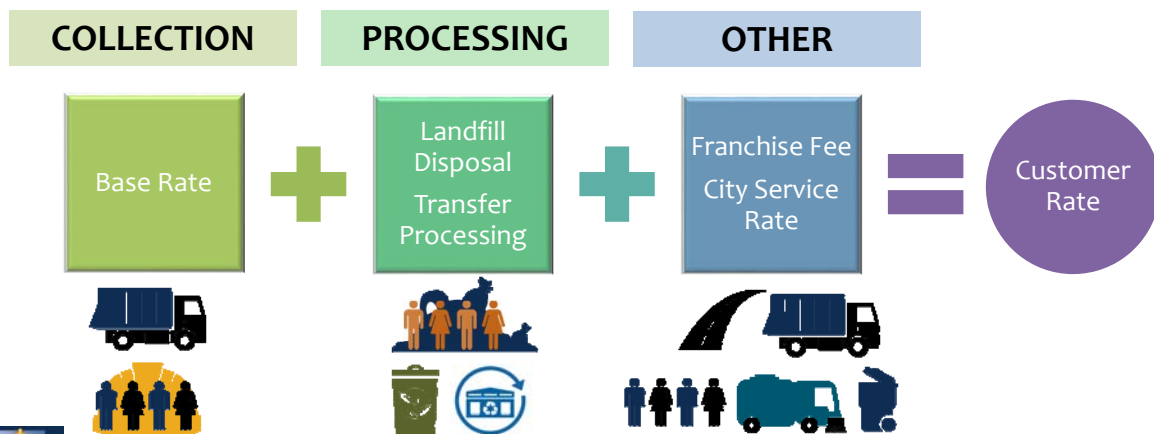 COLLECTION
PROCESSING
OTHER
Base Rate
Landfill
Disposal
Transfer
Processing
Franchise Fee
City Service
Rate
Customer
Rate